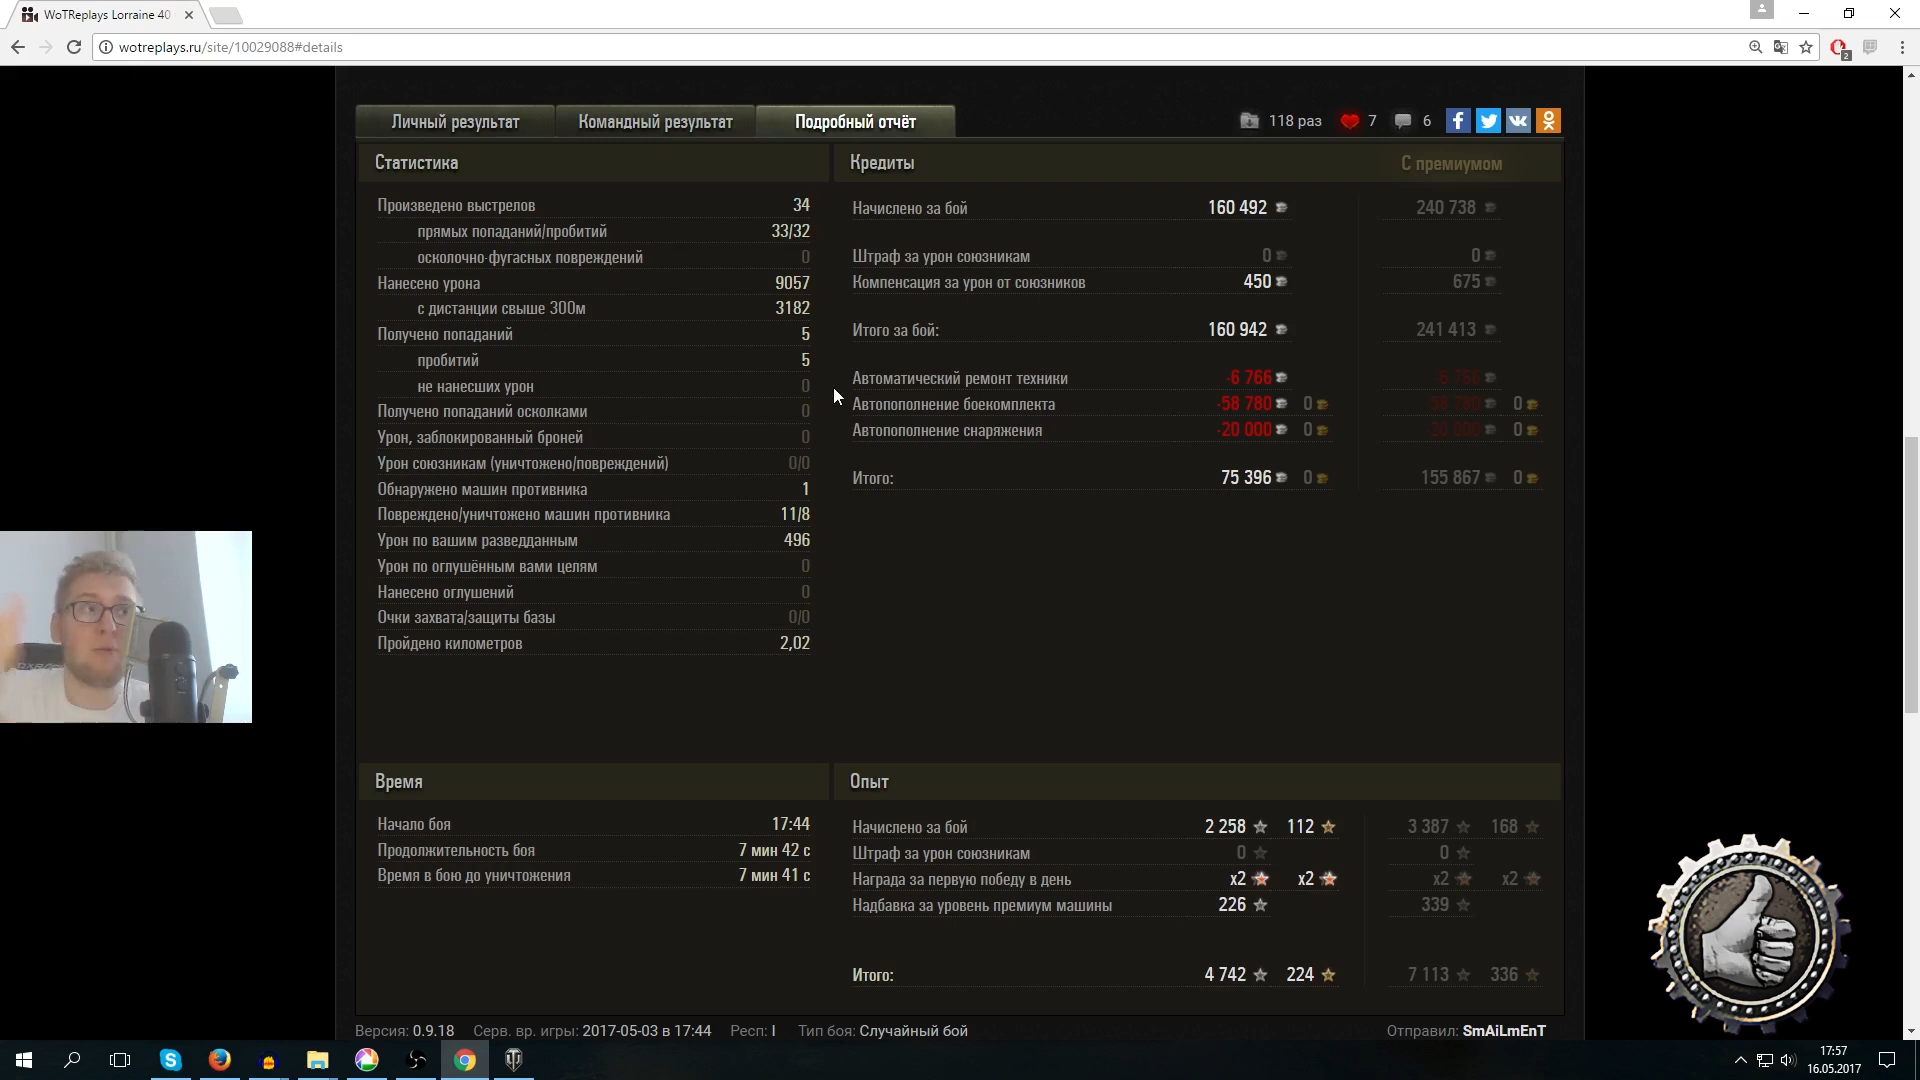 WoTReplays Lorraine 40
wotreplays.ru/site/10029088#details
2
Личный результат
Командный результат
Подробный отчёт
118 раз
7
6
Статистика
Произведено выстрелов 34
прямых попаданий/пробитий 33/32
осколочно-фугасных повреждений 0
Нанесено урона 9057
с дистанции свыше 300м 3182
Получено попаданий 5
пробитий 5
не нанесших урон 0
Получено попаданий осколками 0
Урон, заблокированный броней 0
Урон союзникам (уничтожено/повреждений) 0/0
Обнаружено машин противника 1
Повреждено/уничтожено машин противника 11/8
Урон по вашим разведданным 496
Урон по оглушённым вами целям 0
Нанесено оглушений 0
Очки захвата/защиты базы 0/0
Пройдено километров 2,02
Кредиты С премиумом
Начислено за бой 160 492 240 738
Штраф за урон союзникам 0 0
Компенсация за урон от союзников 450 675
Итого за бой: 160 942 241 413
Автоматический ремонт техники -6 766 -6 766
Автопополнение боекомплекта -58 780 0 -58 780 0
Автопополнение снаряжения -20 000 0 -20 000 0
Итого: 75 396 0 155 867 0
Время
Начало боя 17:44
Продолжительность боя 7 мин 42 с
Время в бою до уничтожения 7 мин 41 с
Опыт
Начислено за бой 2 258 112 3 387 168
Штраф за урон союзникам 0 0
Награда за первую победу в день x2 x2 x2 x2
Надбавка за уровень премиум машины 226 339
Итого: 4 742 224 7 113 336
Версия: 0.9.18 Серв. вр. игры: 2017-05-03 в 17:44 Респ: I Тип боя: Случайный бой
Отправил: SmAiLmEnT
17:57
16.05.2017